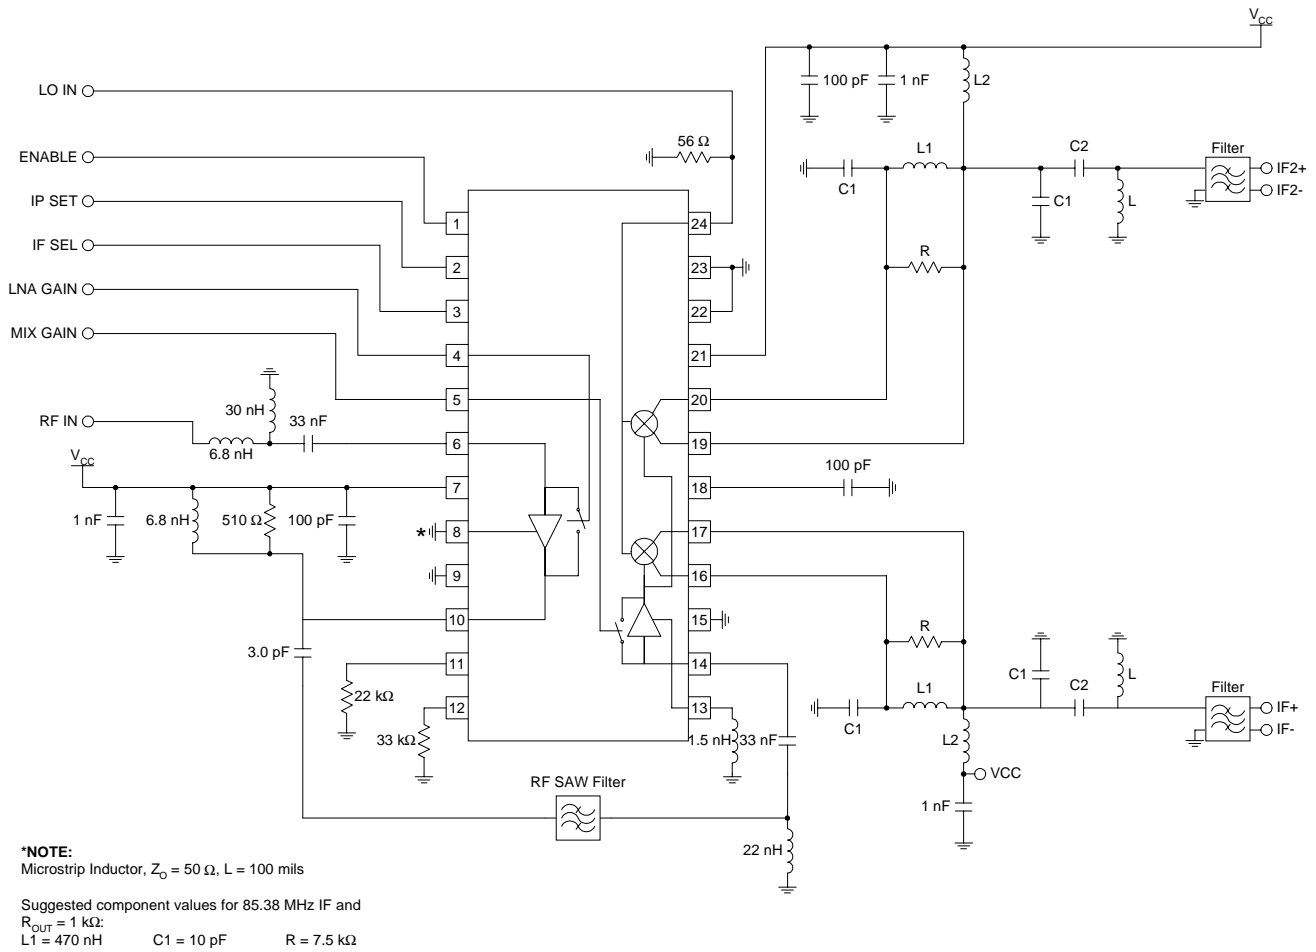 V_CC
LO IN
100 pF
1 nF
L2
56 Ω
ENABLE
L1
C2
Filter
IF2+
IF2-
C1
C1
L
IP SET
1
24
IF SEL
2
23
R
LNA GAIN
3
22
MIX GAIN
4
21
5
20
30 nH
33 nF
RF IN
6.8 nH
6
19
V_CC
100 pF
7
18
1 nF
6.8 nH
510 Ω
100 pF
*
8
17
9
16
10
15
R
3.0 pF
11
14
22 kΩ
C1
C2
L
L1
Filter
IF+
IF-
12
13
C1
33 kΩ
1.5 nH
33 nF
L2
VCC
RF SAW Filter
1 nF
22 nH
*NOTE:
Microstrip Inductor, Z_O = 50 Ω, L = 100 mils
Suggested component values for 85.38 MHz IF and
R_OUT = 1 kΩ:
L1 = 470 nH C1 = 10 pF R = 7.5 kΩ